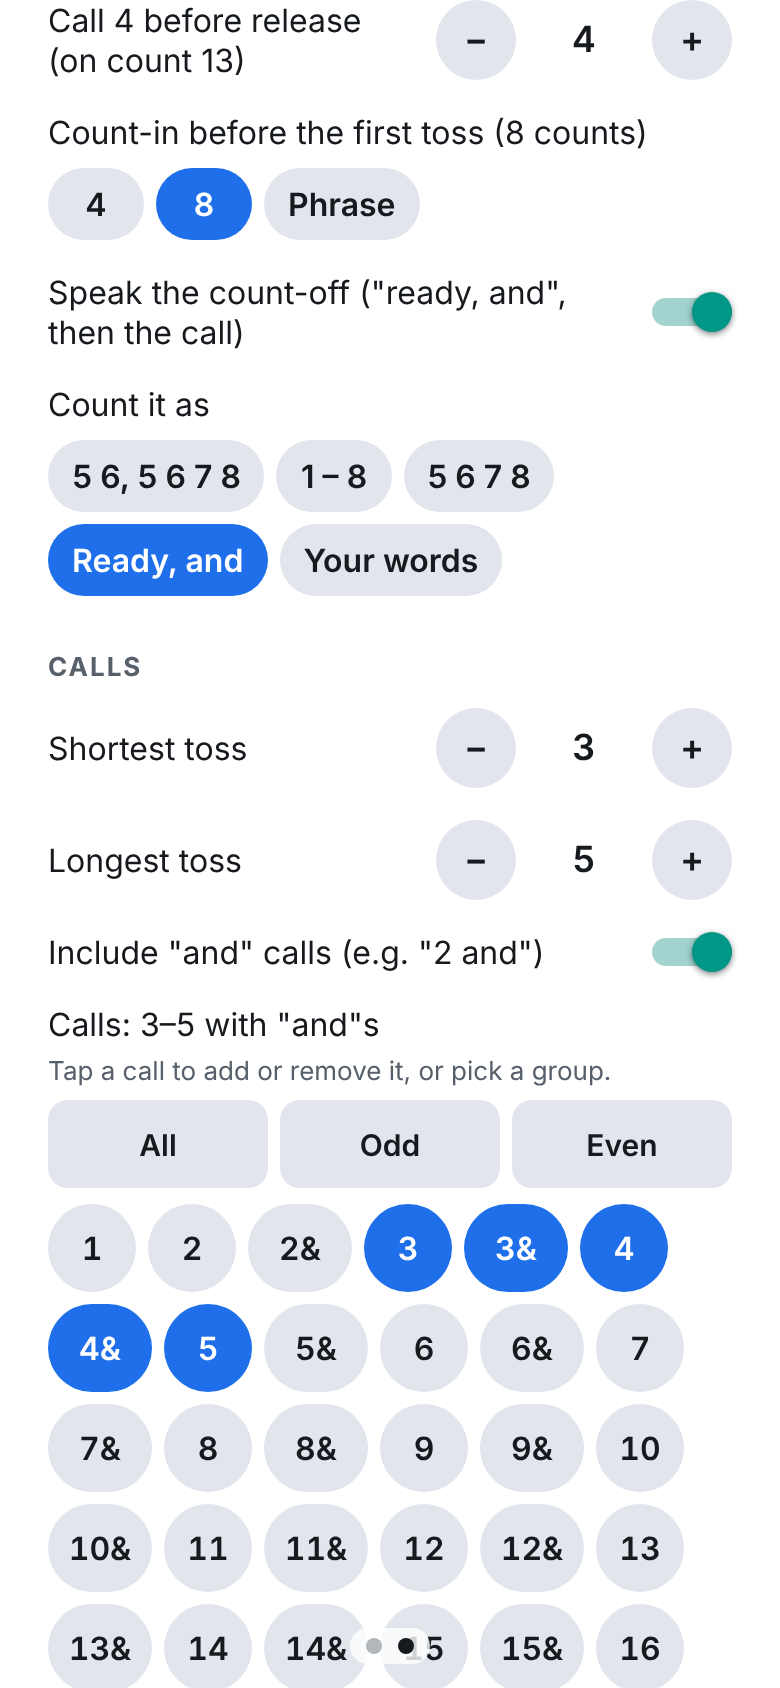 Call 4 before release
(on count 13)
− 4 +
Count-in before the first toss (8 counts)
4 8 Phrase
Speak the count-off ("ready, and",
then the call)
Count it as
5 6, 5 6 7 8 1 – 8 5 6 7 8
Ready, and Your words
CALLS
Shortest toss − 3 +
Longest toss − 5 +
Include "and" calls (e.g. "2 and")
Calls: 3–5 with "and"s
Tap a call to add or remove it, or pick a group.
All Odd Even
1 2 2& 3 3& 4
4& 5 5& 6 6& 7
7& 8 8& 9 9& 10
10& 11 11& 12 12& 13
13& 14 14& 15 15& 16